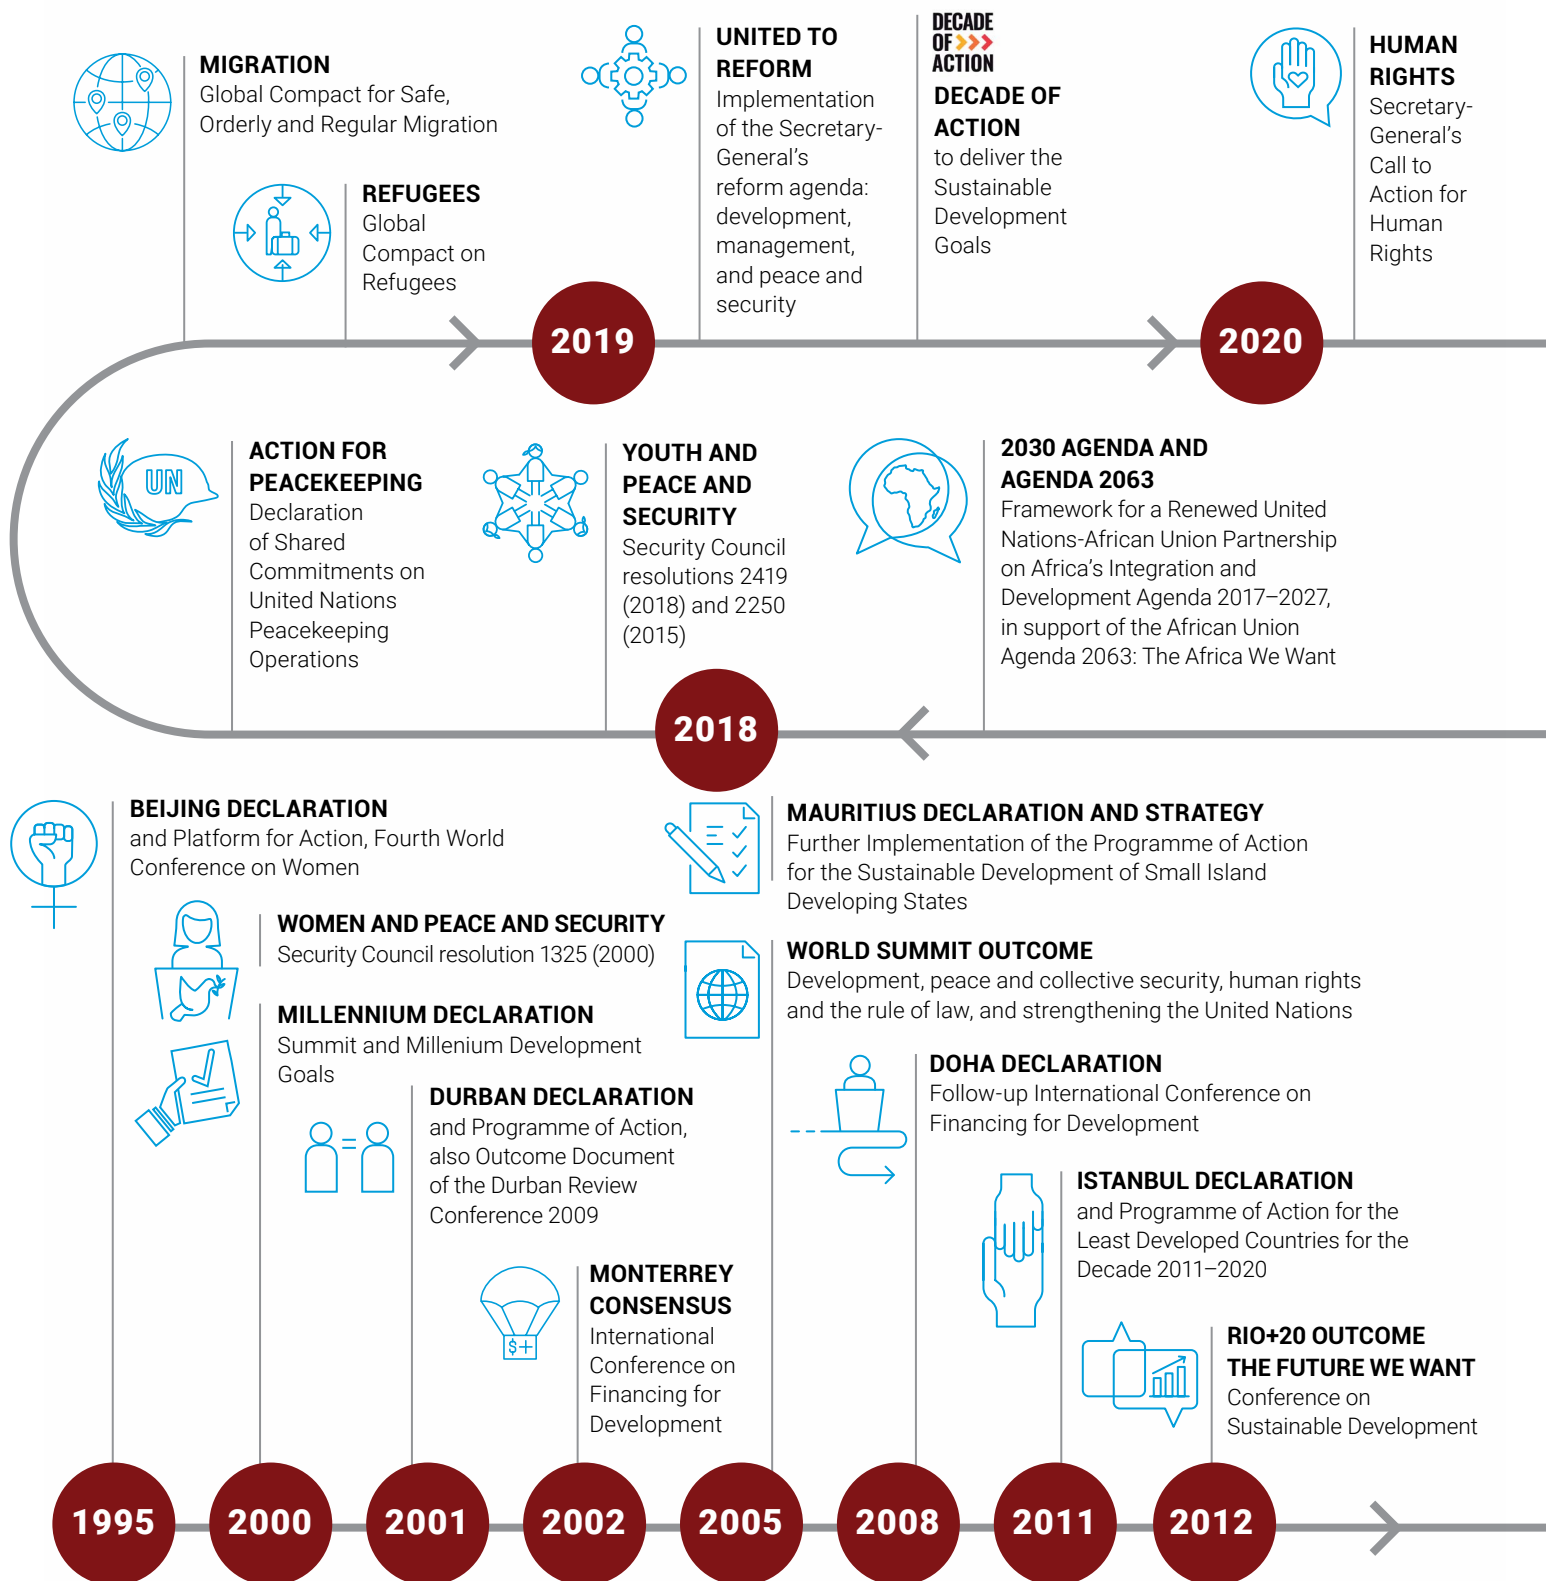 MIGRATION
Global Compact for Safe,
Orderly and Regular Migration
REFUGEES
Global
Compact on
Refugees
UNITED TO
REFORM
Implementation
of the Secretary-
General's
reform agenda:
development,
management,
and peace and
security
DECADE
OF >>>
ACTION
DECADE OF
ACTION
to deliver the
Sustainable
Development
Goals
HUMAN
RIGHTS
Secretary-
General's
Call to
Action for
Human
Rights
2019
2020
UN
ACTION FOR
PEACEKEEPING
Declaration
of Shared
Commitments on
United Nations
Peacekeeping
Operations
YOUTH AND
PEACE AND
SECURITY
Security Council
resolutions 2419
(2018) and 2250
(2015)
2030 AGENDA AND
AGENDA 2063
Framework for a Renewed United
Nations-African Union Partnership
on Africa's Integration and
Development Agenda 2017–2027,
in support of the African Union
Agenda 2063: The Africa We Want
2018
BEIJING DECLARATION
and Platform for Action, Fourth World
Conference on Women
WOMEN AND PEACE AND SECURITY
Security Council resolution 1325 (2000)
MILLENNIUM DECLARATION
Summit and Millenium Development
Goals
DURBAN DECLARATION
and Programme of Action,
also Outcome Document
of the Durban Review
Conference 2009
MONTERREY
CONSENSUS
International
Conference on
Financing for
Development
$+
MAURITIUS DECLARATION AND STRATEGY
Further Implementation of the Programme of Action
for the Sustainable Development of Small Island
Developing States
WORLD SUMMIT OUTCOME
Development, peace and collective security, human rights
and the rule of law, and strengthening the United Nations
DOHA DECLARATION
Follow-up International Conference on
Financing for Development
ISTANBUL DECLARATION
and Programme of Action for the
Least Developed Countries for the
Decade 2011–2020
RIO+20 OUTCOME
THE FUTURE WE WANT
Conference on
Sustainable Development
1995
2000
2001
2002
2005
2008
2011
2012